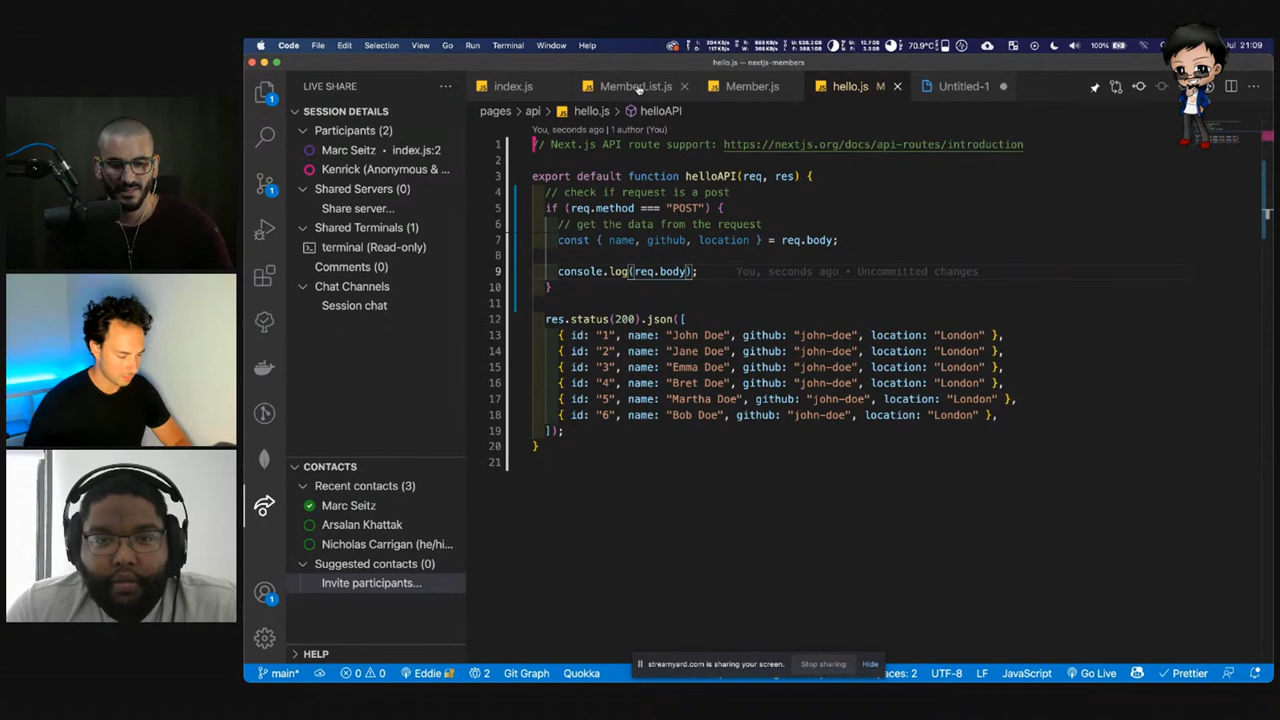 Code File Edit Selection View Go Run Terminal Window Help
70.9°C 100% 21:09
hello.js — nextjs-members
LIVE SHARE
index.js MemberList.js Member.js hello.js M Untitled-1
SESSION DETAILS
pages > api > hello.js > helloAPI
Participants (2)
Marc Seitz • index.js:2
Kenrick (Anonymous & ...
Shared Servers (0)
Share server...
Shared Terminals (1)
terminal (Read-only)
Comments (0)
Chat Channels
Session chat
You, seconds ago | 1 author (You)
1 // Next.js API route support: https://nextjs.org/docs/api-routes/introduction
2
3 export default function helloAPI(req, res) {
4 // check if request is a post
5 if (req.method === "POST") {
6 // get the data from the request
7 const { name, github, location } = req.body;
8
9 console.log(req.body); You, seconds ago • Uncommitted changes
10 }
11
12 res.status(200).json([
13 { id: "1", name: "John Doe", github: "john-doe", location: "London" },
14 { id: "2", name: "Jane Doe", github: "john-doe", location: "London" },
15 { id: "3", name: "Emma Doe", github: "john-doe", location: "London" },
16 { id: "4", name: "Bret Doe", github: "john-doe", location: "London" },
17 { id: "5", name: "Martha Doe", github: "john-doe", location: "London" },
18 { id: "6", name: "Bob Doe", github: "john-doe", location: "London" },
19 ]);
20 }
21
CONTACTS
Recent contacts (3)
Marc Seitz
Arsalan Khattak
Nicholas Carrigan (he/hi...
Suggested contacts (0)
Invite participants...
HELP
streamyard.com is sharing your screen. Stop sharing Hide
main* 0 0 Eddie 2 Git Graph Quokka
paces: 2 UTF-8 LF JavaScript Go Live Prettier